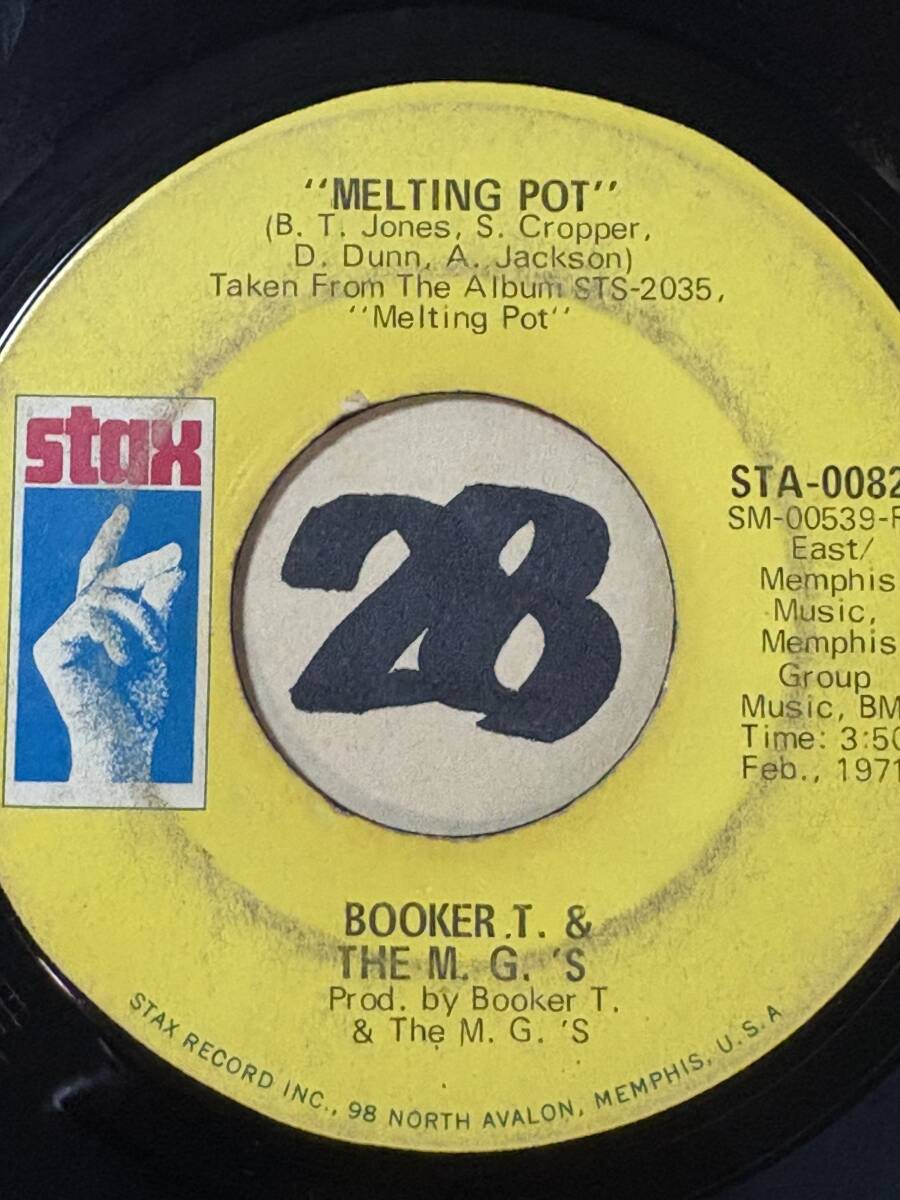 "MELTING POT"
(B. T. Jones, S. Cropper,
D. Dunn, A. Jackson)
Taken From The Album STS-2035,
"Melting Pot"
stax
STA-0082
SM-00539-
East/
Memphis
Music,
Memphis
Group
Music, BM
Time: 3:50
Feb., 1971
28
BOOKER T. &
THE M. G. 'S
Prod. by Booker T.
& The M. G. 'S
STAX RECORD INC., 98 NORTH AVALON, MEMPHIS, U.S.A